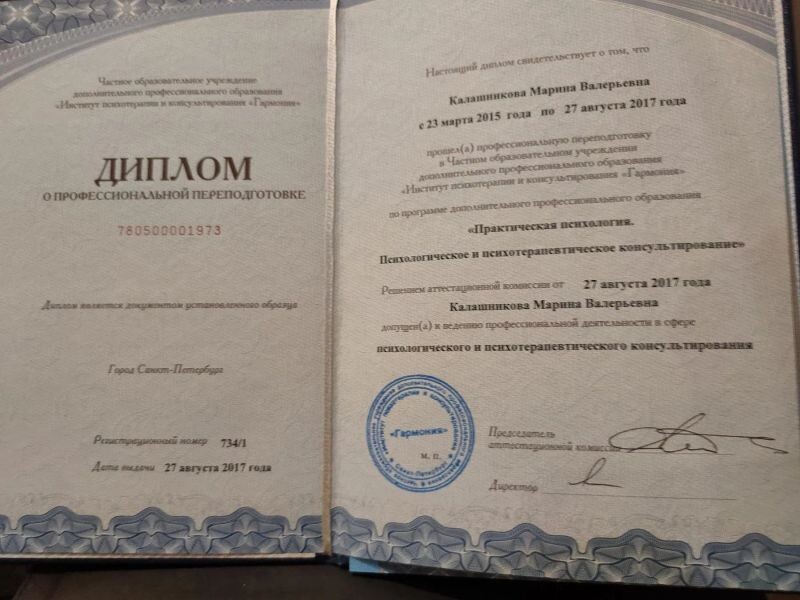 Частное образовательное учреждение
дополнительного профессионального образования
«Институт психотерапии и консультирования «Гармония»
ДИПЛОМ
О ПРОФЕССИОНАЛЬНОЙ ПЕРЕПОДГОТОВКЕ
780500001973
Диплом является документом установленного образца
Город Санкт-Петербург
Регистрационный номер 734/1
Дата выдачи 27 августа 2017 года
Настоящий диплом свидетельствует о том, что
Калашникова Марина Валерьевна
с 23 марта 2015 года по 27 августа 2017 года
прошел(а) профессиональную переподготовку
в Частном образовательном учреждении
дополнительного профессионального образования
«Институт психотерапии и консультирования «Гармония»
по программе дополнительного профессионального образования
«Практическая психология.
Психологическое и психотерапевтическое консультирование»
Решением аттестационной комиссии от 27 августа 2017 года
Калашникова Марина Валерьевна
допущен(а) к ведению профессиональной деятельности в сфере
психологического и психотерапевтического консультирования
«Гармония»
М. П.
Санкт-Петербург
Председатель
аттестационной комиссии
Директор